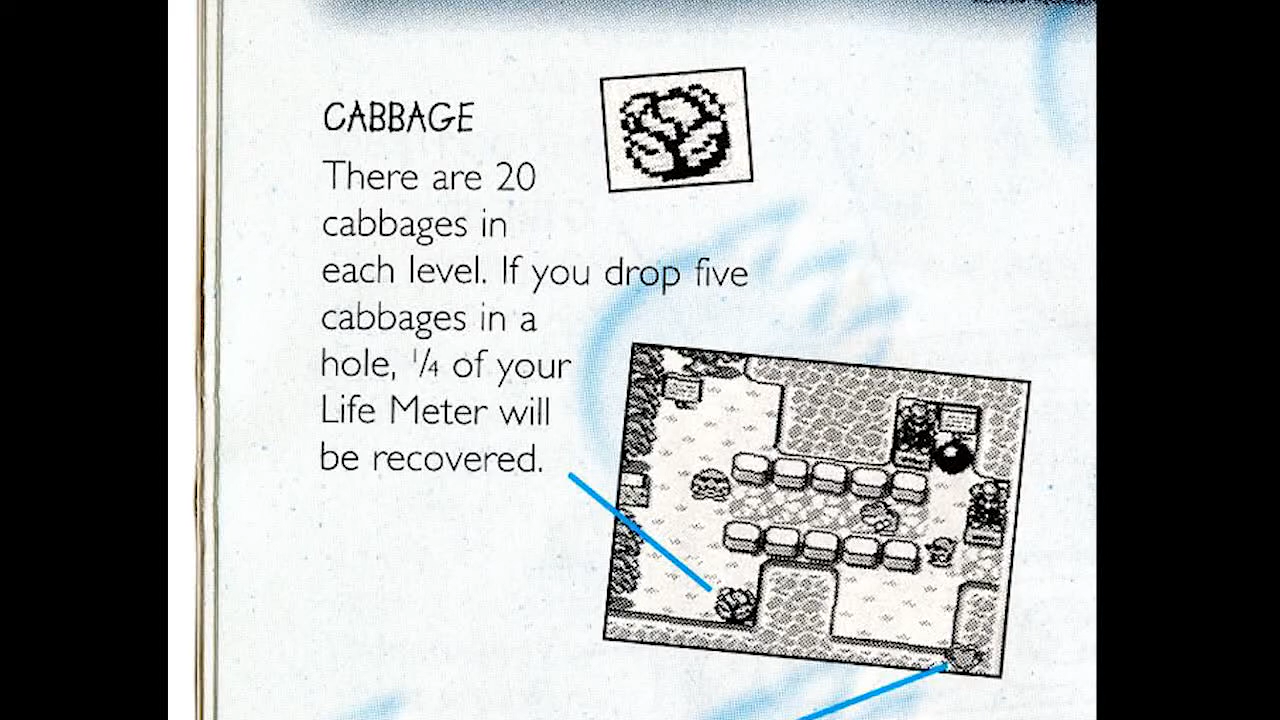 CABBAGE
There are 20
cabbages in
each level. If you drop five
cabbages in a
hole, ¼ of your
Life Meter will
be recovered.